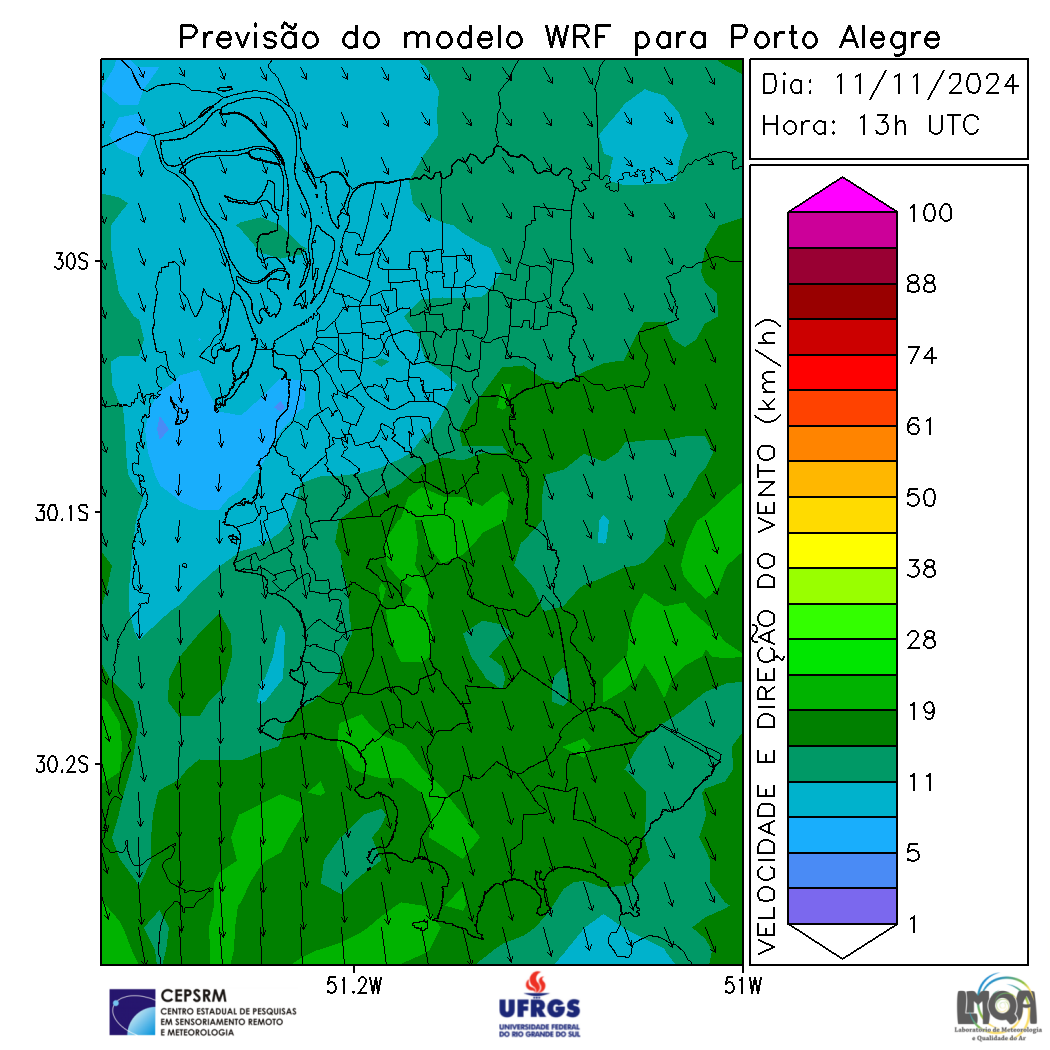 Previsão do modelo WRF para Porto Alegre
Dia: 11/11/2024
Hora: 13h UTC
30S
30.1S
30.2S
51.2W
51W
VELOCIDADE E DIREÇÃO DO VENTO (km/h)
100
88
74
61
50
38
28
19
11
5
1
CEPSRM
CENTRO ESTADUAL DE PESQUISAS
EM SENSORIAMENTO REMOTO
E METEOROLOGIA
UFRGS
UNIVERSIDADE FEDERAL
DO RIO GRANDE DO SUL
LMQA
Laboratório de Meteorologia
e Qualidade do Ar